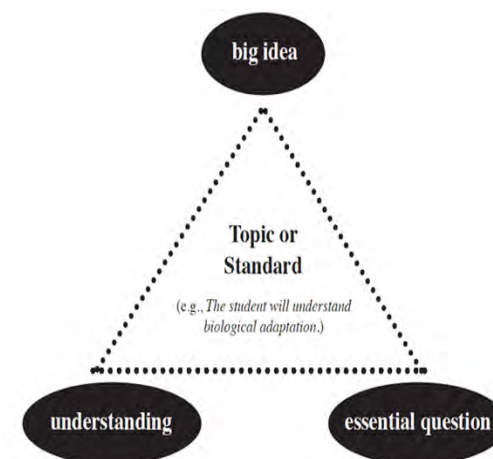 big idea
Topic or
Standard
(e.g., The student will understand
biological adaptation.)
understanding
essential question